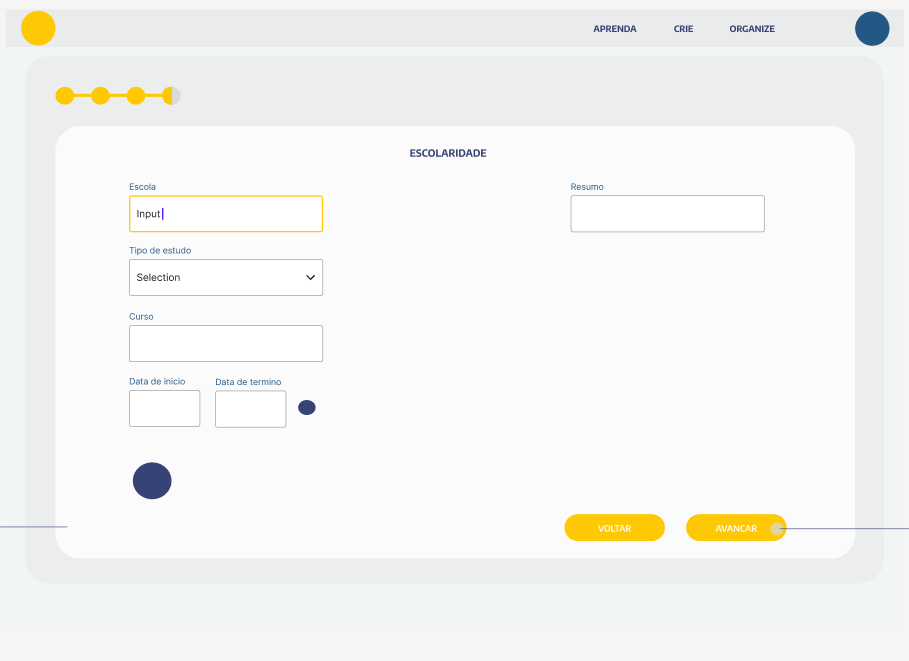 APRENDA CRIE ORGANIZE
ESCOLARIDADE
Escola
Input
Resumo
Tipo de estudo
Selection
Curso
Data de inicio Data de termino
VOLTAR AVANCAR